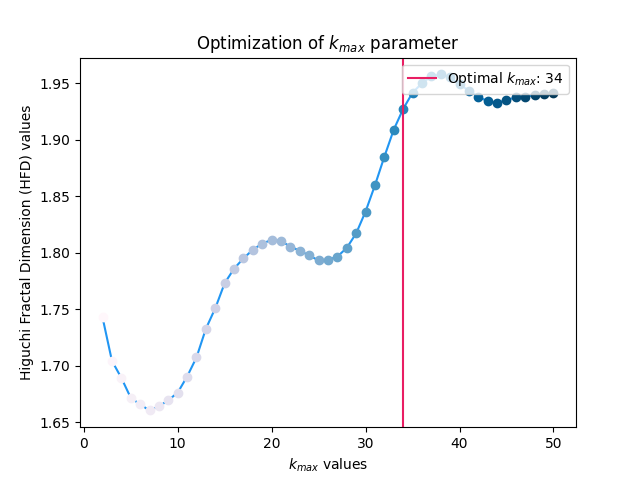 Optimization of k_max parameter
Optimal k_max: 34
Higuchi Fractal Dimension (HFD) values
1.95
1.90
1.85
1.80
1.75
1.70
1.65
0 10 20 30 40 50
k_max values